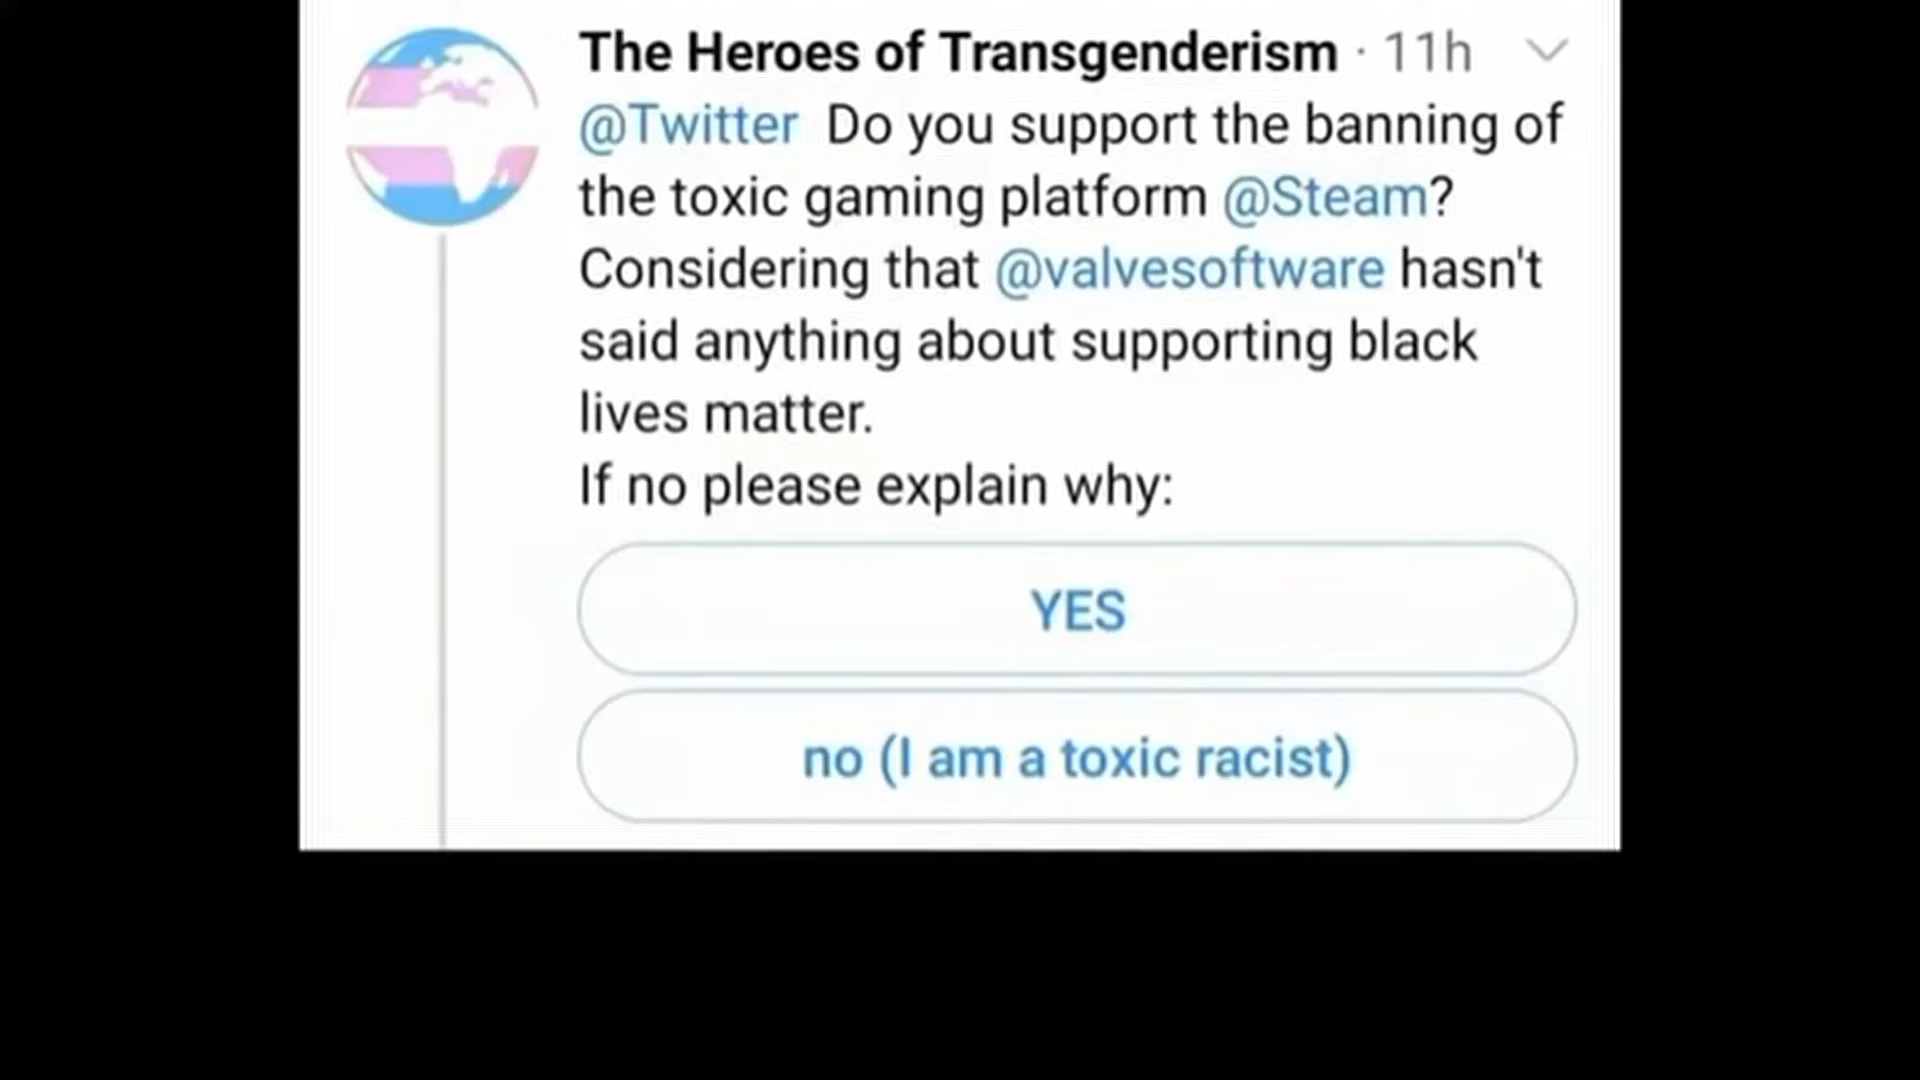 The Heroes of Transgenderism · 11h
@Twitter Do you support the banning of
the toxic gaming platform @Steam?
Considering that @valvesoftware hasn't
said anything about supporting black
lives matter.
If no please explain why:
YES
no (I am a toxic racist)